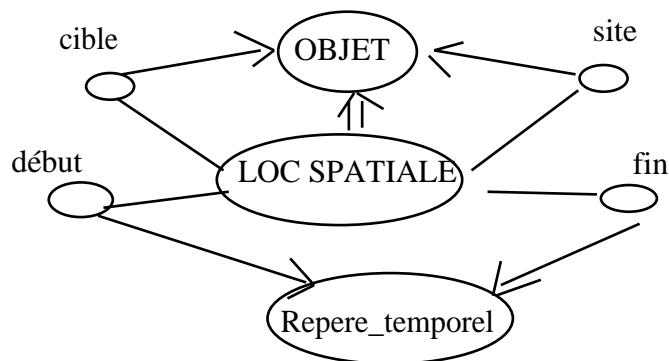 cible
OBJET
site
début
LOC SPATIALE
fin
Repere_temporel